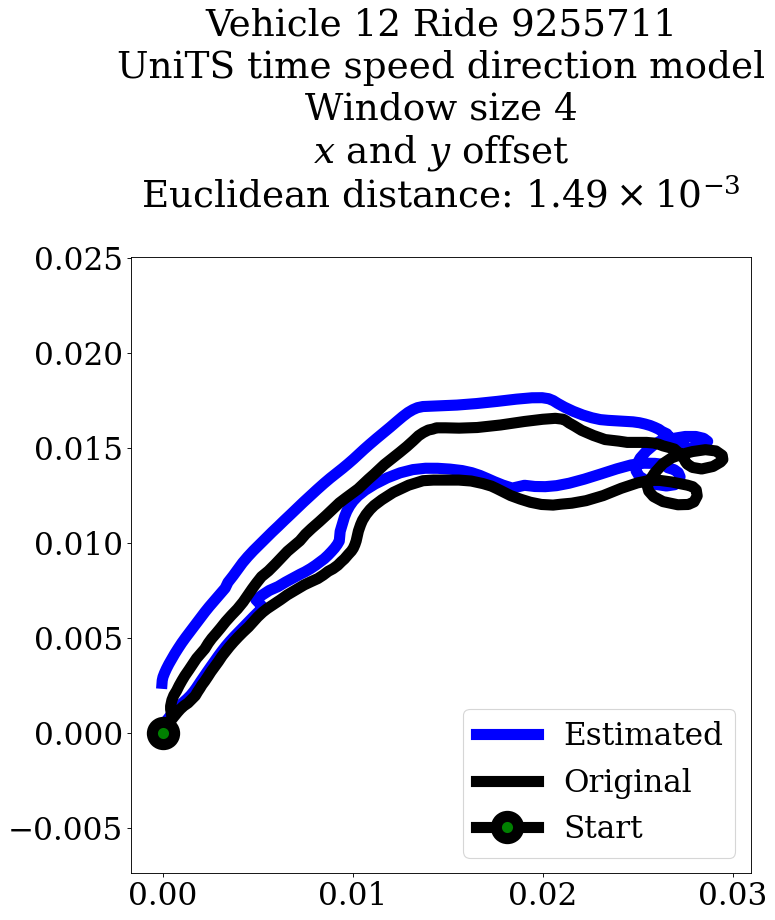 Vehicle 12 Ride 9255711
UniTS time speed direction model
Window size 4
x and y offset
Euclidean distance: 1.49 × 10⁻³
0.025
0.020
0.015
0.010
0.005
0.000
−0.005
Estimated
Original
Start
0.00 0.01 0.02 0.03